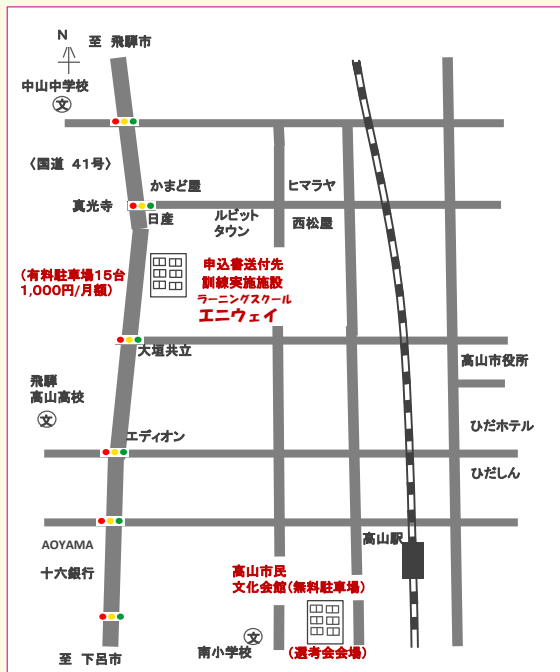 至 飛騨市
N
中山中学校
文
〈国道 41号〉
かまど屋
ヒマラヤ
真光寺
日産
ルビット
タウン
西松屋
(有料駐車場15台
1,000円/月額)
申込書送付先
訓練実施施設
ラーニングスクール
エニウェイ
大垣共立
高山市役所
飛騨
高山高校
文
エディオン
ひだホテル
ひだしん
AOYAMA
高山駅
十六銀行
高山市民
文化会館(無料駐車場)
文
南小学校
(選考会会場)
至 下呂市